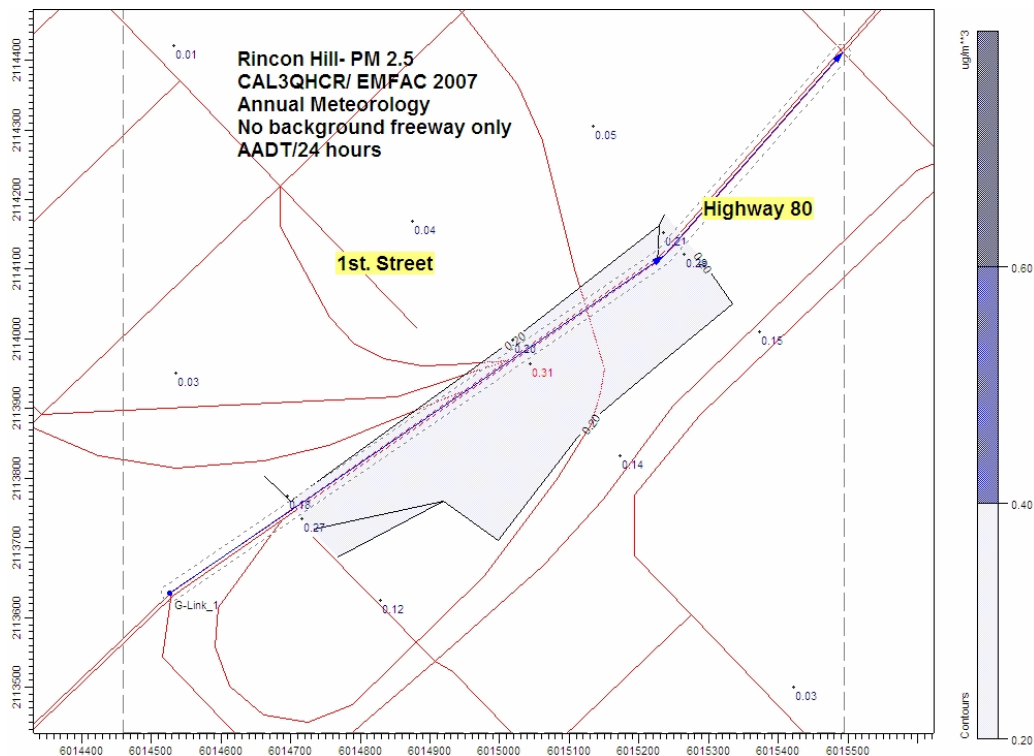 Rincon Hill- PM 2.5
CAL3QHCR/ EMFAC 2007
Annual Meteorology
No background freeway only
AADT/24 hours
Highway 80
1st. Street
0.01
0.05
0.04
0.21
0.29
0.20
0.15
0.20
0.20
0.31
0.03
0.20
0.14
0.18
0.27
0.12
G-Link_1
0.03
2114400
2114300
2114200
2114100
2114000
2113900
2113800
2113700
2113600
2113500
6014400 6014500 6014600 6014700 6014800 6014900 6015000 6015100 6015200 6015300 6015400 6015500
ug/m**3
0.60
0.40
0.20
Contours